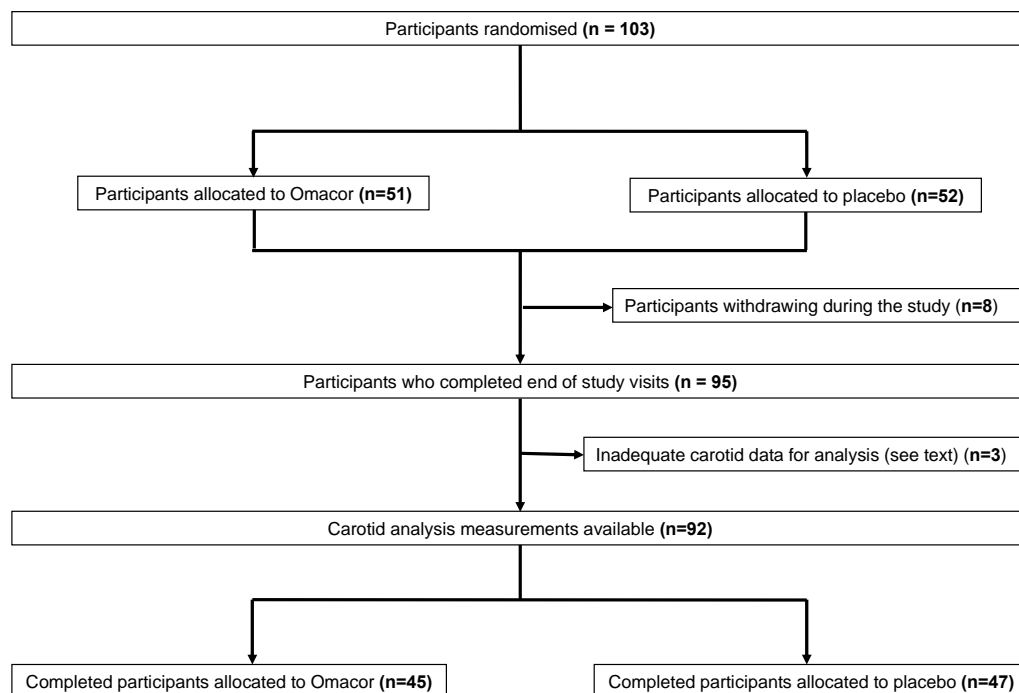 Participants randomised (n = 103)
Participants allocated to Omacor (n=51)
Participants allocated to placebo (n=52)
Participants withdrawing during the study (n=8)
Participants who completed end of study visits (n = 95)
Inadequate carotid data for analysis (see text) (n=3)
Carotid analysis measurements available (n=92)
Completed participants allocated to Omacor (n=45)
Completed participants allocated to placebo (n=47)